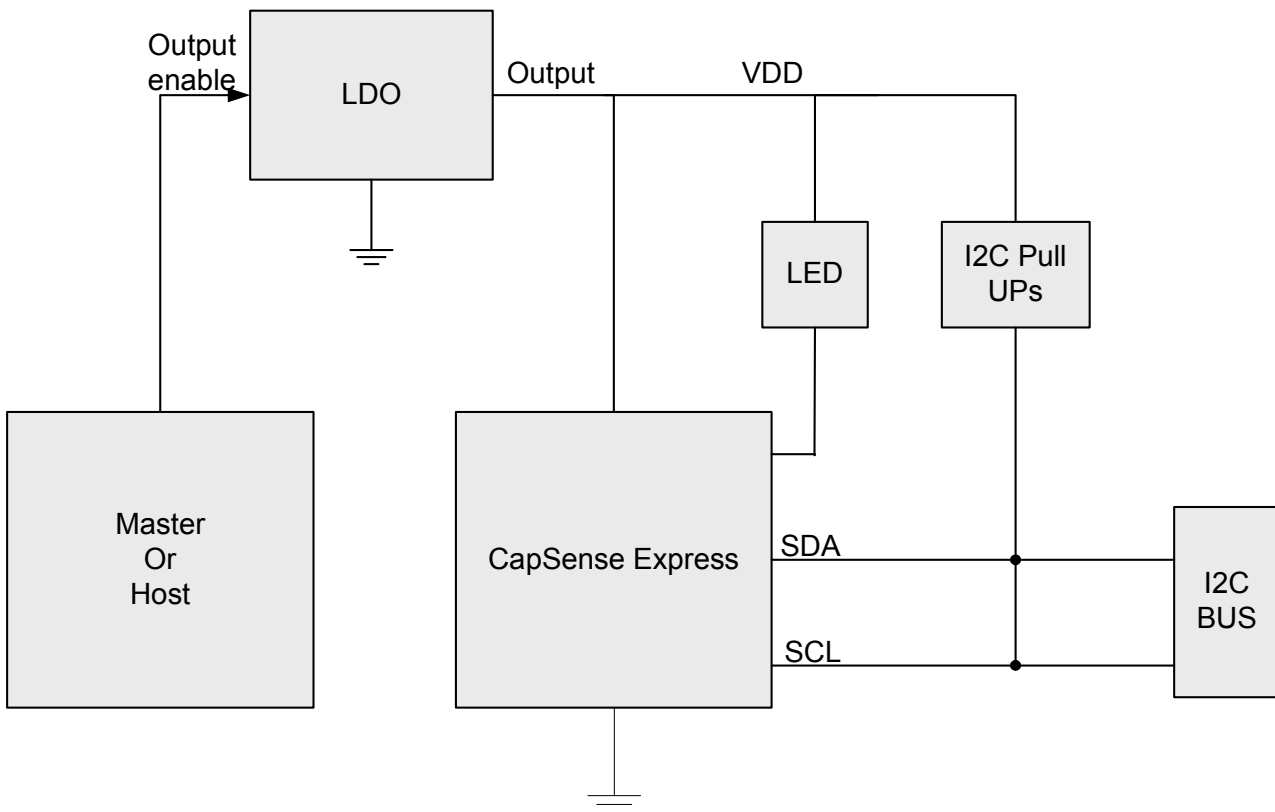 Output
enable
LDO
Output
VDD
LED
I2C Pull
UPs
Master
Or
Host
CapSense Express
SDA
SCL
I2C
BUS